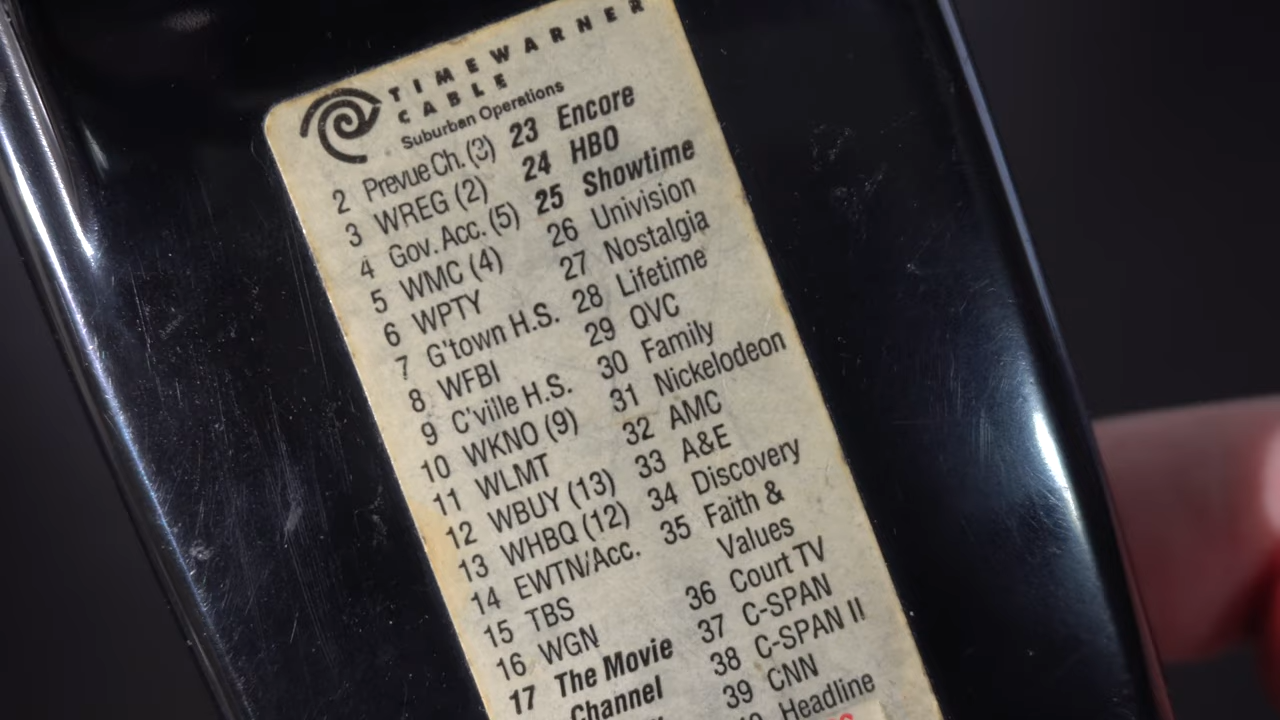 TIME WARNER
CABLE
Suburban Operations
2 Prevue Ch. (3)
3 WREG (2)
4 Gov. Acc. (5)
5 WMC (4)
6 WPTY
7 G'town H.S.
8 WFBI
9 C'ville H.S.
10 WKNO (9)
11 WLMT
12 WBUY (13)
13 WHBQ (12)
14 EWTN/Acc.
15 TBS
16 WGN
17 The Movie
Channel
23 Encore
24 HBO
25 Showtime
26 Univision
27 Nostalgia
28 Lifetime
29 QVC
30 Family
31 Nickelodeon
32 AMC
33 A&E
34 Discovery
35 Faith &
Values
36 Court TV
37 C-SPAN
38 C-SPAN II
39 CNN
Headline